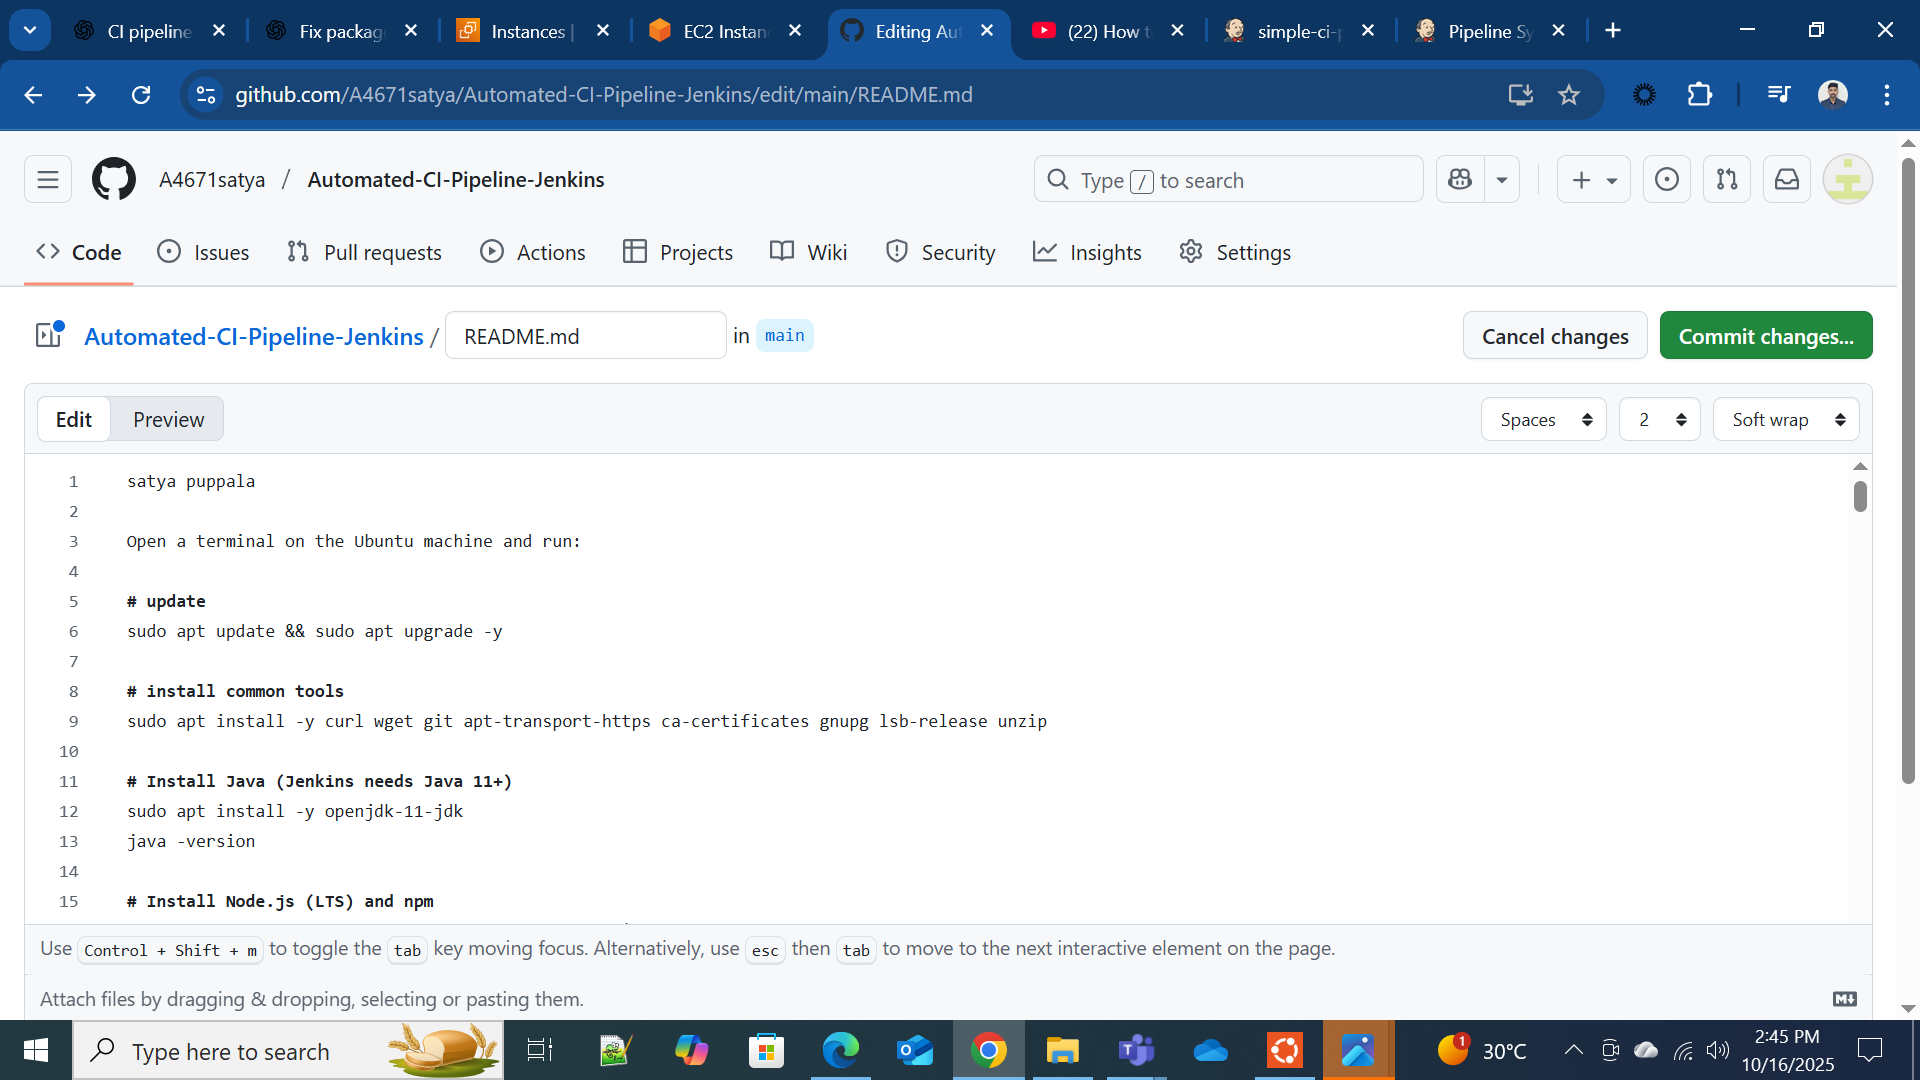 CI pipeline
Fix packag
Instances |
EC2 Instan
Editing Au
(22) How t
simple-ci-p
Pipeline Sy
github.com/A4671satya/Automated-CI-Pipeline-Jenkins/edit/main/README.md
A4671satya / Automated-CI-Pipeline-Jenkins
Type / to search
Code
Issues
Pull requests
Actions
Projects
Wiki
Security
Insights
Settings
Automated-CI-Pipeline-Jenkins / README.md in main
Cancel changes
Commit changes...
Edit
Preview
Spaces
2
Soft wrap
1 satya puppala
2
3 Open a terminal on the Ubuntu machine and run:
4
5 # update
6 sudo apt update && sudo apt upgrade -y
7
8 # install common tools
9 sudo apt install -y curl wget git apt-transport-https ca-certificates gnupg lsb-release unzip
10
11 # Install Java (Jenkins needs Java 11+)
12 sudo apt install -y openjdk-11-jdk
13 java -version
14
15 # Install Node.js (LTS) and npm
Use Control + Shift + m to toggle the tab key moving focus. Alternatively, use esc then tab to move to the next interactive element on the page.
Attach files by dragging & dropping, selecting or pasting them.
Type here to search
1
30°C
2:45 PM
10/16/2025